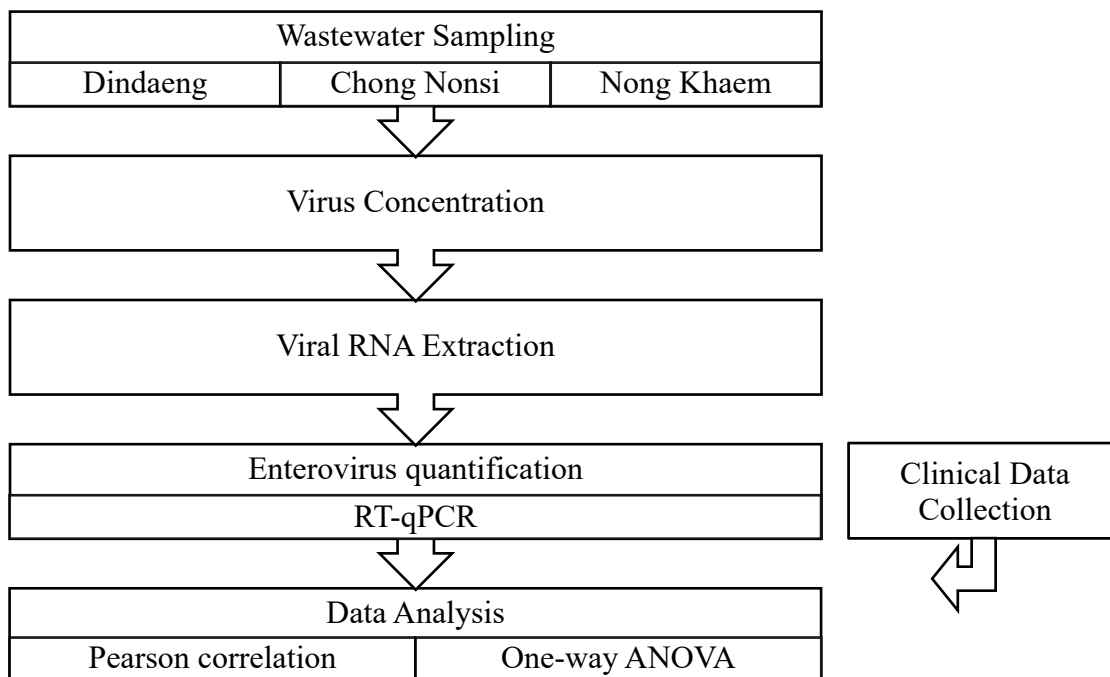 Wastewater Sampling
Dindaeng
Chong Nonsi
Nong Khaem
Virus Concentration
Viral RNA Extraction
Enterovirus quantification
RT-qPCR
Clinical Data
Collection
Data Analysis
Pearson correlation
One-way ANOVA